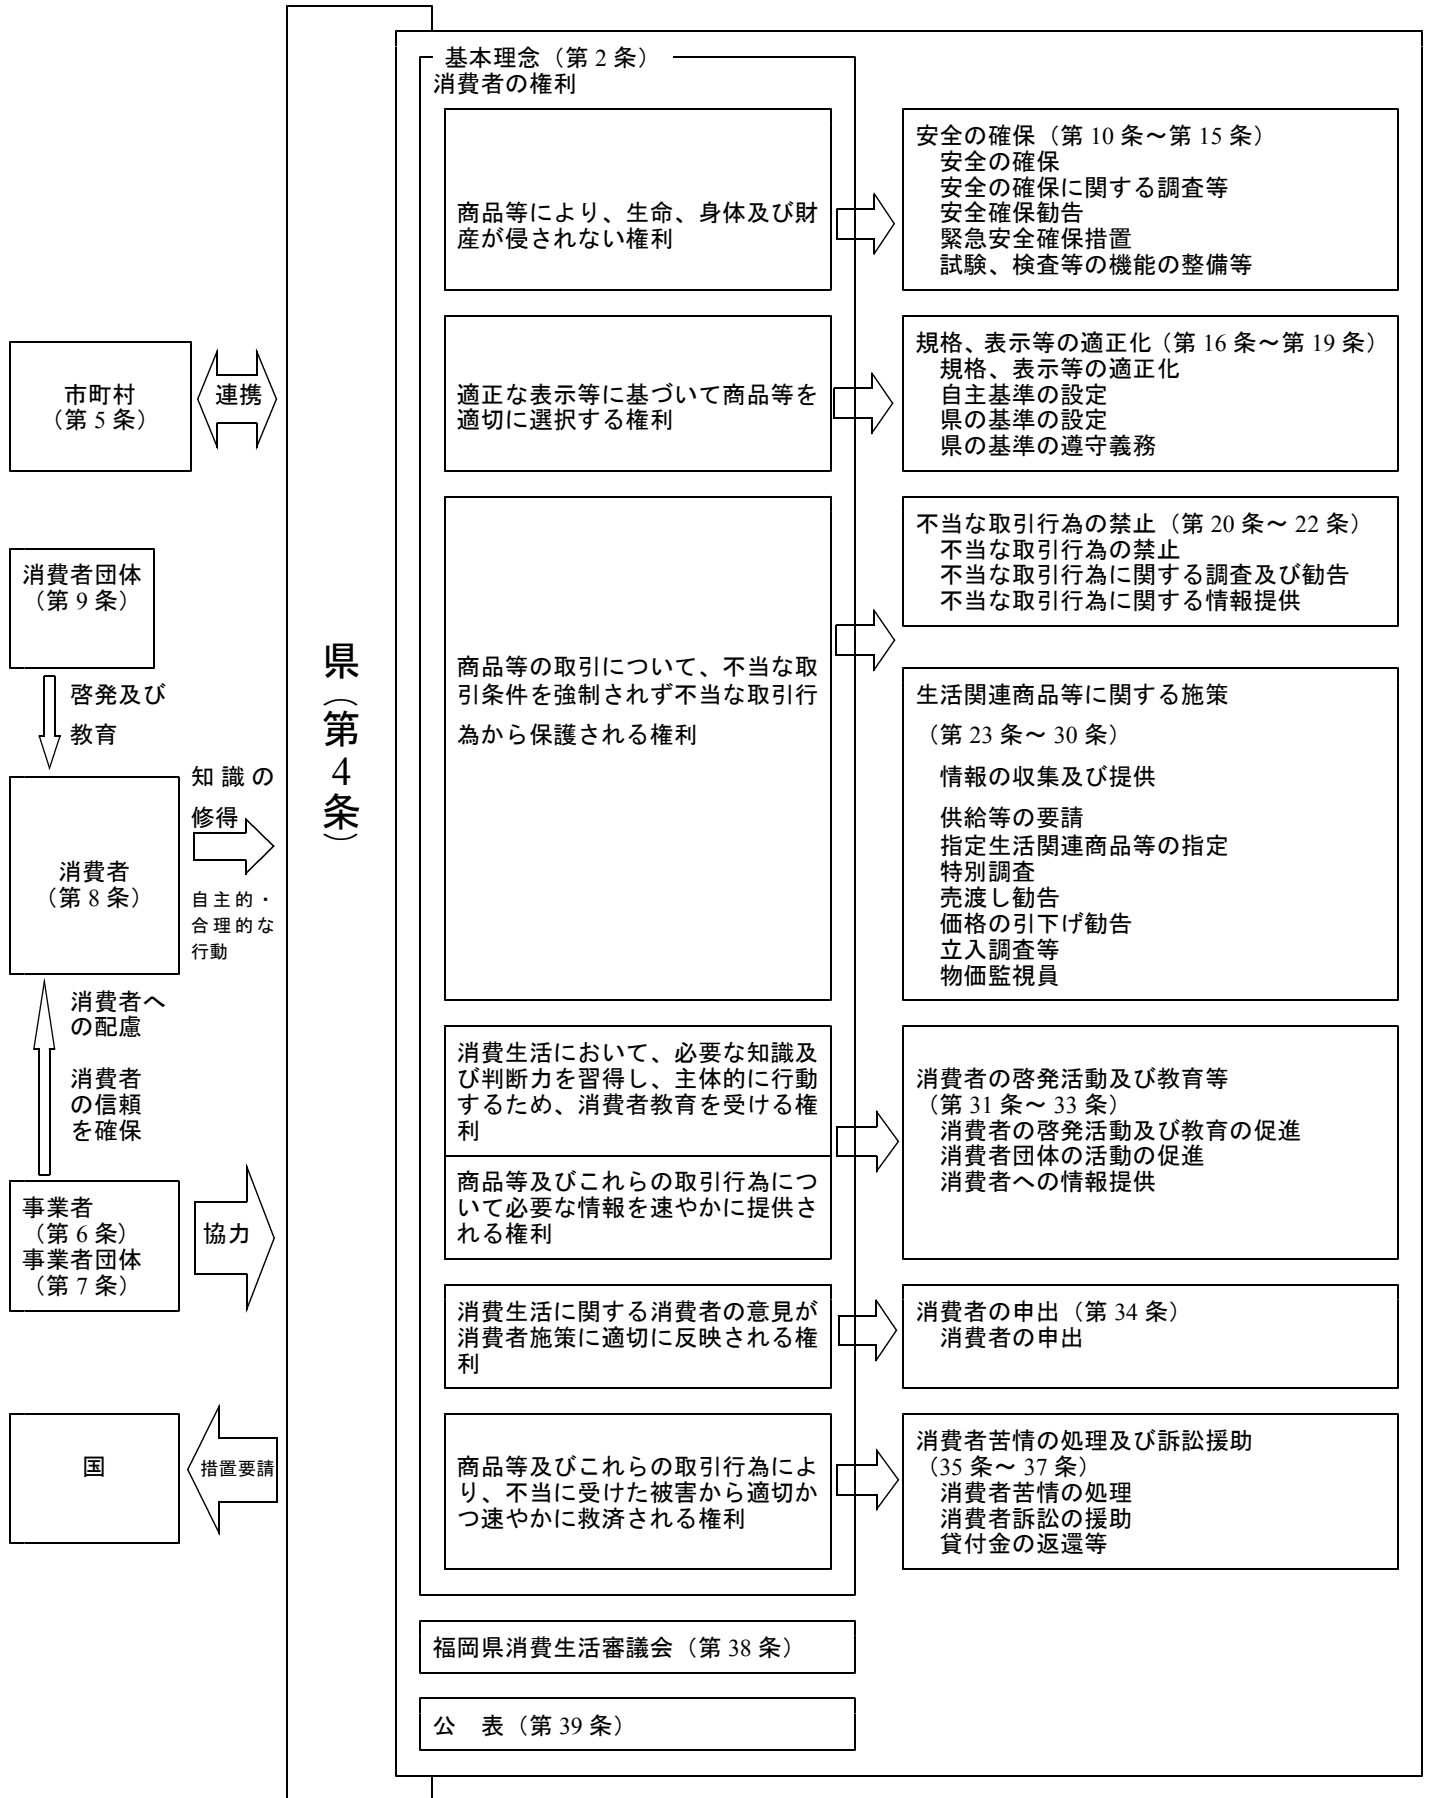 市町村
（第 5 条）
連携
消費者団体
（第 9 条）
啓発及び
教育
消費者
（第 8 条）
知識の
修得
自主的・
合理的な
行動
消費者へ
の配慮
消費者
の信頼
を確保
事業者
（第 6 条）
事業者団体
（第 7 条）
協力
国
措置要請
県（第４条）
基本理念（第 2 条）
消費者の権利
商品等により、生命、身体及び財
産が侵されない権利
適正な表示等に基づいて商品等を
適切に選択する権利
商品等の取引について、不当な取
引条件を強制されず不当な取引行
為から保護される権利
消費生活において、必要な知識及
び判断力を習得し、主体的に行動
するため、消費者教育を受ける権
利
商品等及びこれらの取引行為につ
いて必要な情報を速やかに提供さ
れる権利
消費生活に関する消費者の意見が
消費者施策に適切に反映される権
利
商品等及びこれらの取引行為によ
り、不当に受けた被害から適切か
つ速やかに救済される権利
安全の確保（第 10 条～第 15 条）
安全の確保
安全の確保に関する調査等
安全確保勧告
緊急安全確保措置
試験、検査等の機能の整備等
規格、表示等の適正化（第 16 条～第 19 条）
規格、表示等の適正化
自主基準の設定
県の基準の設定
県の基準の遵守義務
不当な取引行為の禁止（第 20 条～ 22 条）
不当な取引行為の禁止
不当な取引行為に関する調査及び勧告
不当な取引行為に関する情報提供
生活関連商品等に関する施策
（第 23 条～ 30 条）
情報の収集及び提供
供給等の要請
指定生活関連商品等の指定
特別調査
売渡し勧告
価格の引下げ勧告
立入調査等
物価監視員
消費者の啓発活動及び教育等
（第 31 条～ 33 条）
消費者の啓発活動及び教育の促進
消費者団体の活動の促進
消費者への情報提供
消費者の申出（第 34 条）
消費者の申出
消費者苦情の処理及び訴訟援助
（35 条～ 37 条）
消費者苦情の処理
消費者訴訟の援助
貸付金の返還等
福岡県消費生活審議会（第 38 条）
公　表（第 39 条）